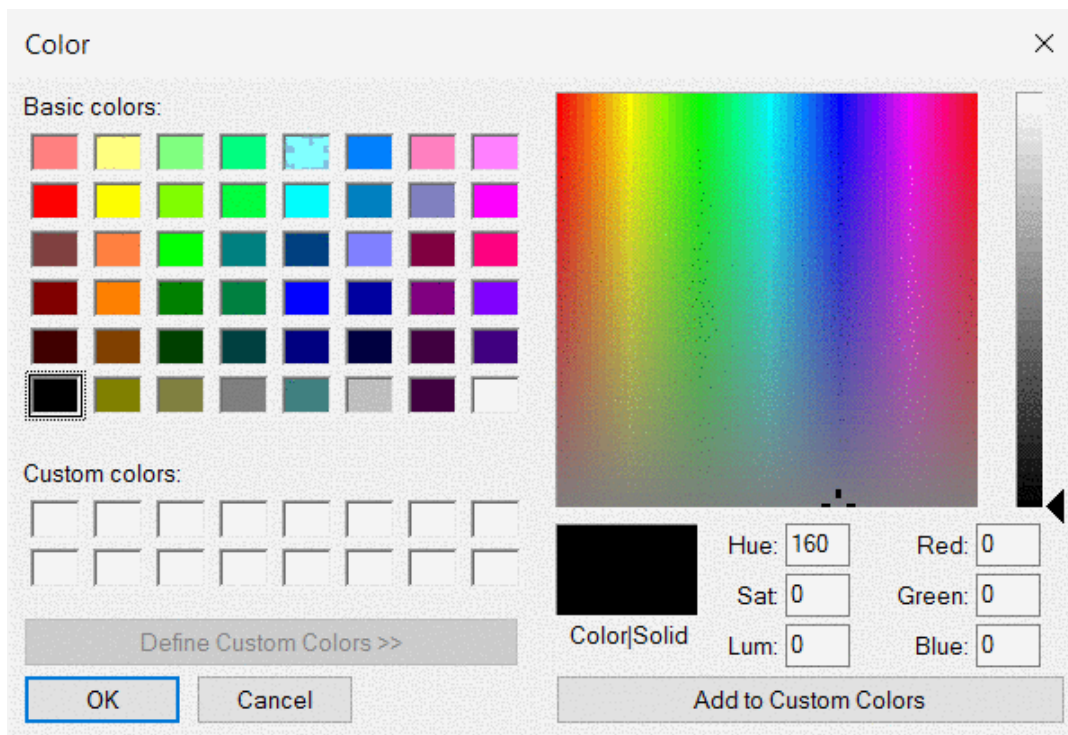 Color
Basic colors:
Custom colors:
Define Custom Colors >>
OK
Cancel
Color|Solid
Hue: 160
Sat: 0
Lum: 0
Red: 0
Green: 0
Blue: 0
Add to Custom Colors